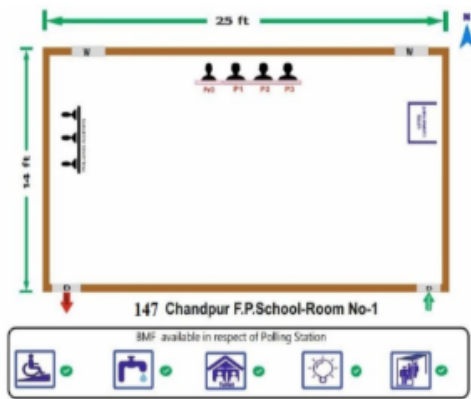 25 ft
W
W
PrO P1 P2 P3
14 ft
D
D
147 Chandpur F.P.School-Room No-1
BMF available in respect of Polling Station